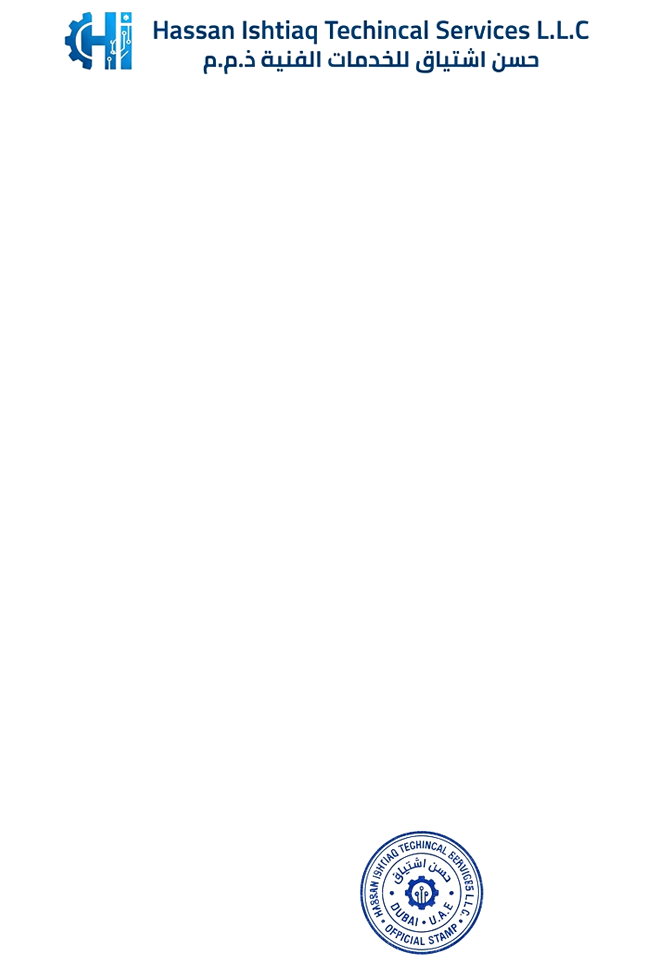 Hassan Ishtiaq Techincal Services L.L.C
حسن اشتياق للخدمات الفنية ذ.م.م
HASSAN ISHTIAQ TECHINCAL SERVICES L.L.C.
حسن اشتياق
DUBAI • U.A.E
• OFFICIAL STAMP •